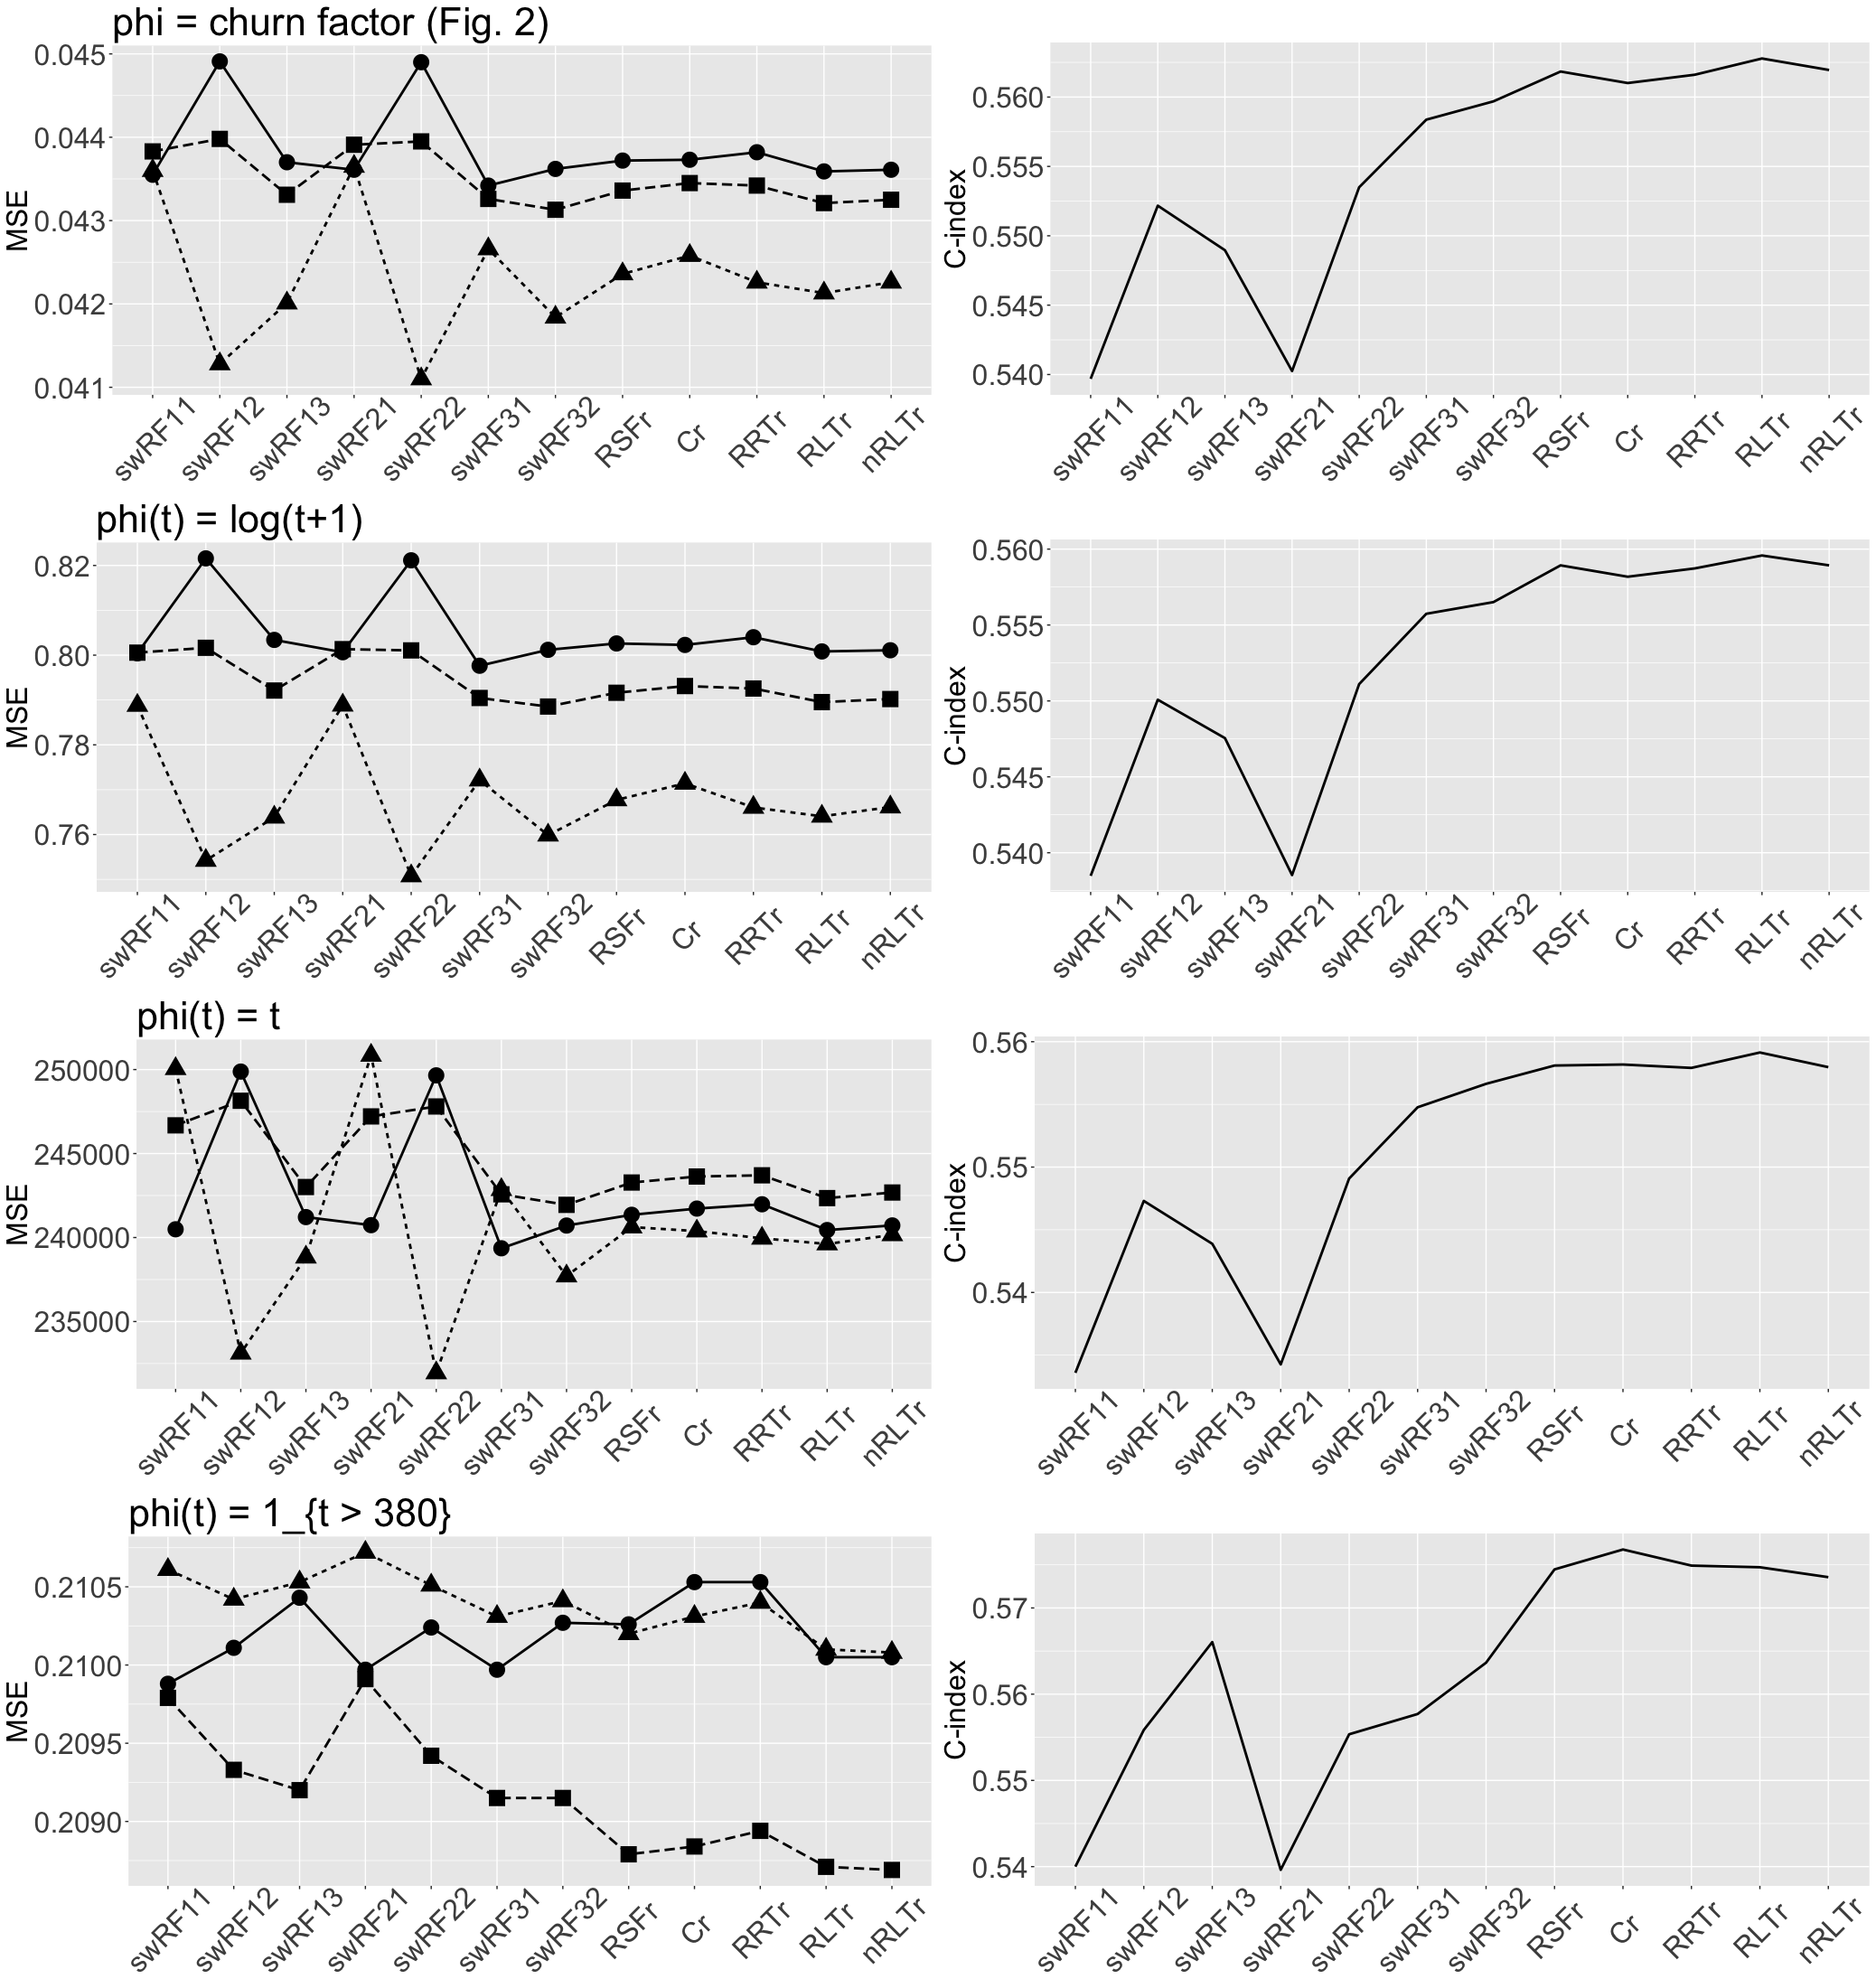 phi = churn factor (Fig. 2)
MSE
0.045
0.044
0.043
0.042
0.041
swRF11 swRF12 swRF13 swRF21 swRF22 swRF31 swRF32 RSFr Cr RRTr RLTr nRLTr
C-index
0.560
0.555
0.550
0.545
0.540
swRF11 swRF12 swRF13 swRF21 swRF22 swRF31 swRF32 RSFr Cr RRTr RLTr nRLTr
phi(t) = log(t+1)
MSE
0.82
0.80
0.78
0.76
swRF11 swRF12 swRF13 swRF21 swRF22 swRF31 swRF32 RSFr Cr RRTr RLTr nRLTr
C-index
0.560
0.555
0.550
0.545
0.540
swRF11 swRF12 swRF13 swRF21 swRF22 swRF31 swRF32 RSFr Cr RRTr RLTr nRLTr
phi(t) = t
MSE
250000
245000
240000
235000
swRF11 swRF12 swRF13 swRF21 swRF22 swRF31 swRF32 RSFr Cr RRTr RLTr nRLTr
C-index
0.56
0.55
0.54
swRF11 swRF12 swRF13 swRF21 swRF22 swRF31 swRF32 RSFr Cr RRTr RLTr nRLTr
phi(t) = 1_{t > 380}
MSE
0.2105
0.2100
0.2095
0.2090
swRF11 swRF12 swRF13 swRF21 swRF22 swRF31 swRF32 RSFr Cr RRTr RLTr nRLTr
C-index
0.57
0.56
0.55
0.54
swRF11 swRF12 swRF13 swRF21 swRF22 swRF31 swRF32 RSFr Cr RRTr RLTr nRLTr